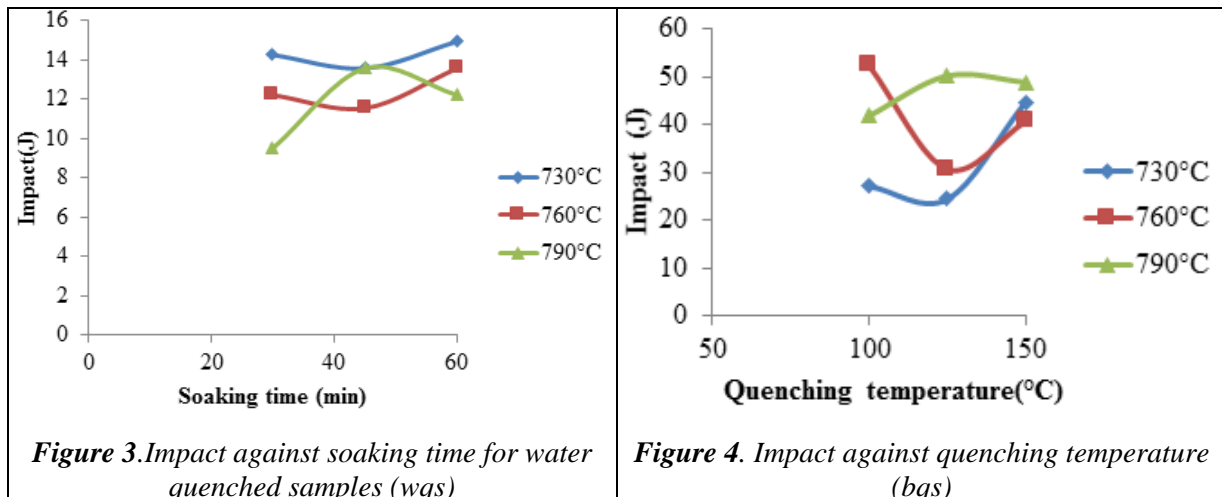 16
14
12
10
8
6
4
2
0
Impact(J)
0 20 40 60
Soaking time (min)
730°C
760°C
790°C
Figure 3.Impact against soaking time for water
quenched samples (wqs)
60
50
40
30
20
10
0
Impact (J)
50 100 150
Quenching temperature(°C)
730°C
760°C
790°C
Figure 4. Impact against quenching temperature
(bqs)